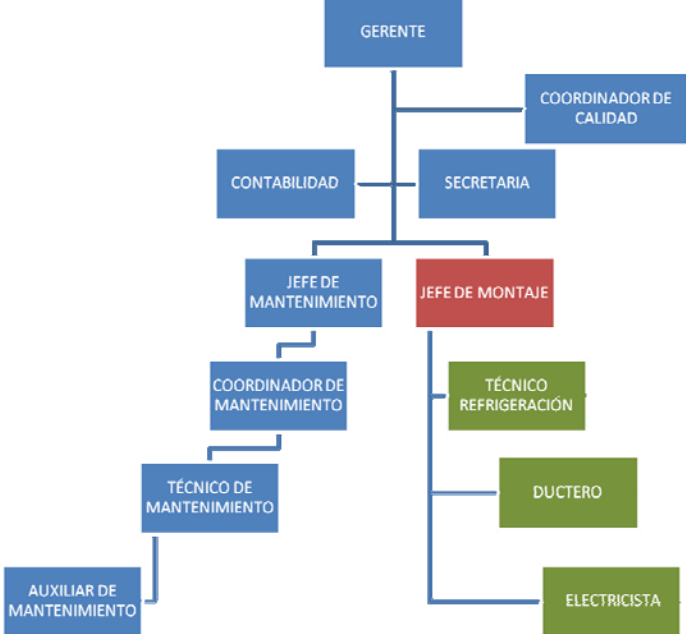 GERENTE
COORDINADOR DE
CALIDAD
CONTABILIDAD
SECRETARIA
JEFE DE
MANTENIMIENTO
JEFE DE MONTAJE
COORDINADOR DE
MANTENIMIENTO
TÉCNICO
REFRIGERACIÓN
TÉCNICO DE
MANTENIMIENTO
DUCTERO
AUXILIAR DE
MANTENIMIENTO
ELECTRICISTA